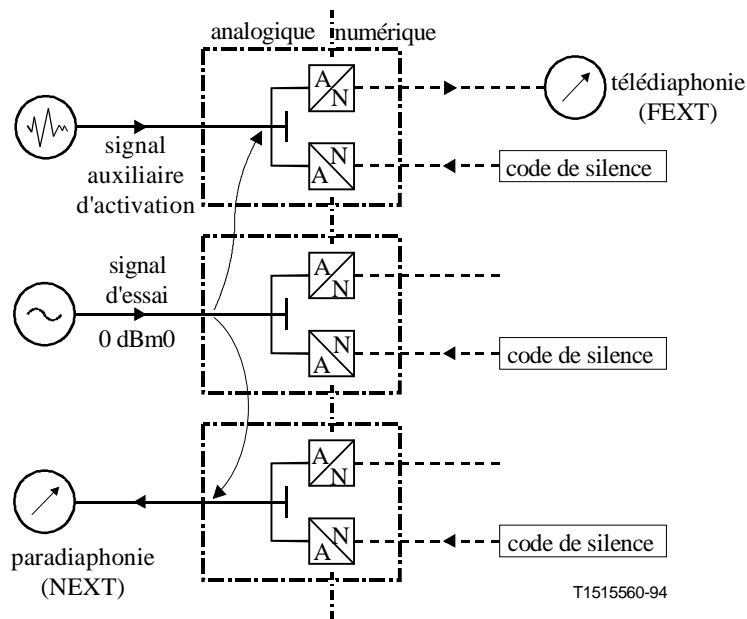 analogique numérique
A
N
télédiaphonie
(FEXT)
signal
auxiliaire
d'activation
N
A
code de silence
signal
d'essai
0 dBm0
A
N
N
A
code de silence
A
N
paradiaphonie
(NEXT)
N
A
code de silence
T1515560-94